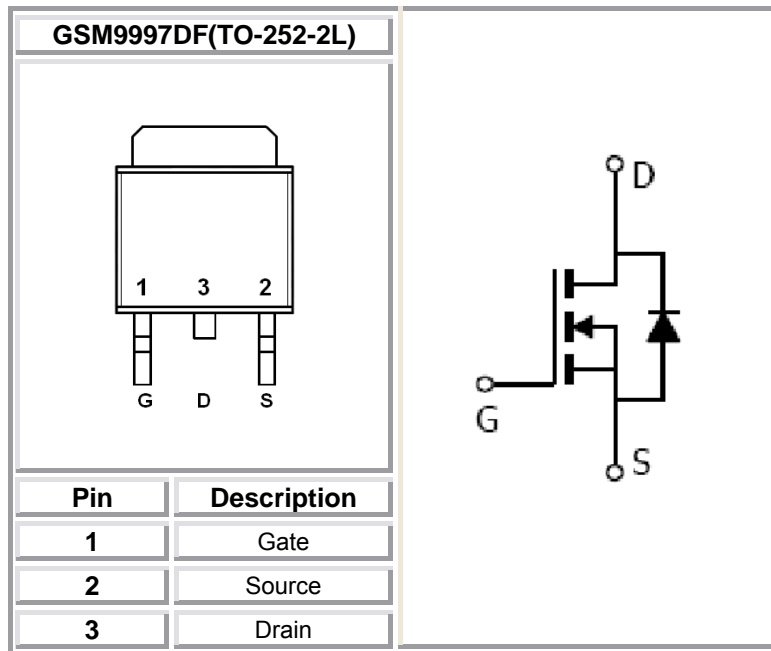 GSM9997DF(TO-252-2L)
1 3 2
G D S
Pin Description
1 Gate
2 Source
3 Drain
D
G
S